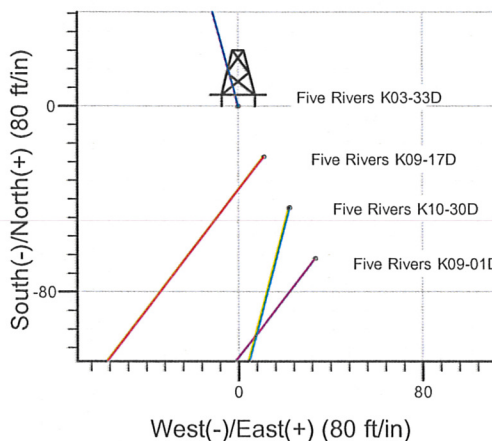 South(-)/North(+) (80 ft/in)
0
Five Rivers K03-33D
Five Rivers K09-17D
Five Rivers K10-30D
Five Rivers K09-01D
-80
0
80
West(-)/East(+) (80 ft/in)